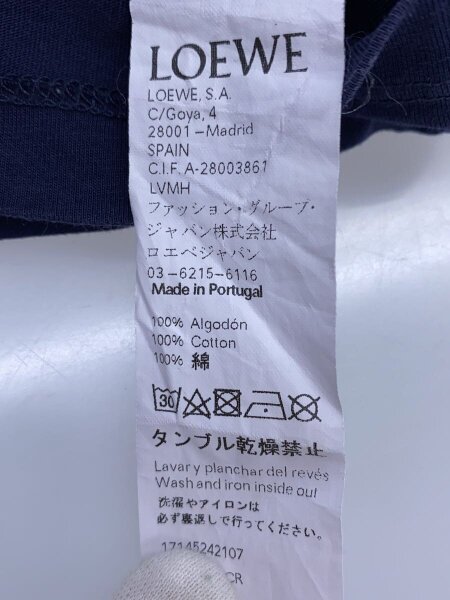 LOEWE
LOEWE, S.A.
C/Goya, 4
28001 – Madrid
SPAIN
C.I.F. A-28003861
LVMH
ファッション・グループ・
ジャパン株式会社
ロエベジャパン
03-6215-6116
Made in Portugal
100% Algodón
100% Cotton
100% 綿
30
タンブル乾燥禁止
Lavar y planchar del revés
Wash and iron inside out
洗濯やアイロンは
必ず裏返しで行ってください。
17145242107
CR